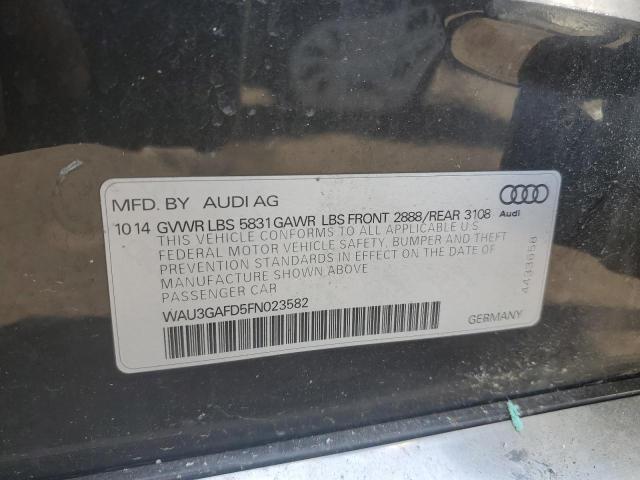 MFD. BY AUDI AG
10 14 GVWR LBS 5831 GAWR LBS FRONT 2888/REAR 3108
THIS VEHICLE CONFORMS TO ALL APPLICABLE U.S
FEDERAL MOTOR VEHICLE SAFETY, BUMPER AND THEFT
PREVENTION STANDARDS IN EFFECT ON THE DATE OF
MANUFACTURE SHOWN ABOVE
PASSENGER CAR
WAU3GAFD5FN023582
Audi
4433658
GERMANY